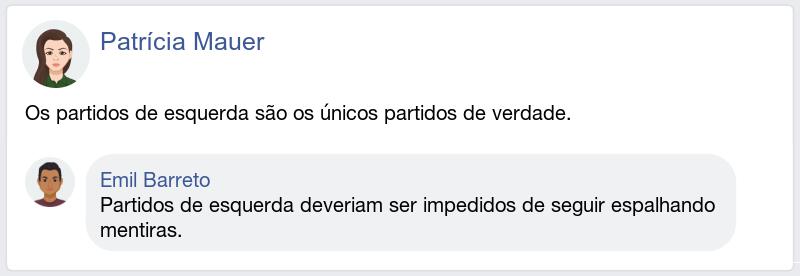 Patrícia Mauer
Os partidos de esquerda são os únicos partidos de verdade.
Emil Barreto
Partidos de esquerda deveriam ser impedidos de seguir espalhando
mentiras.